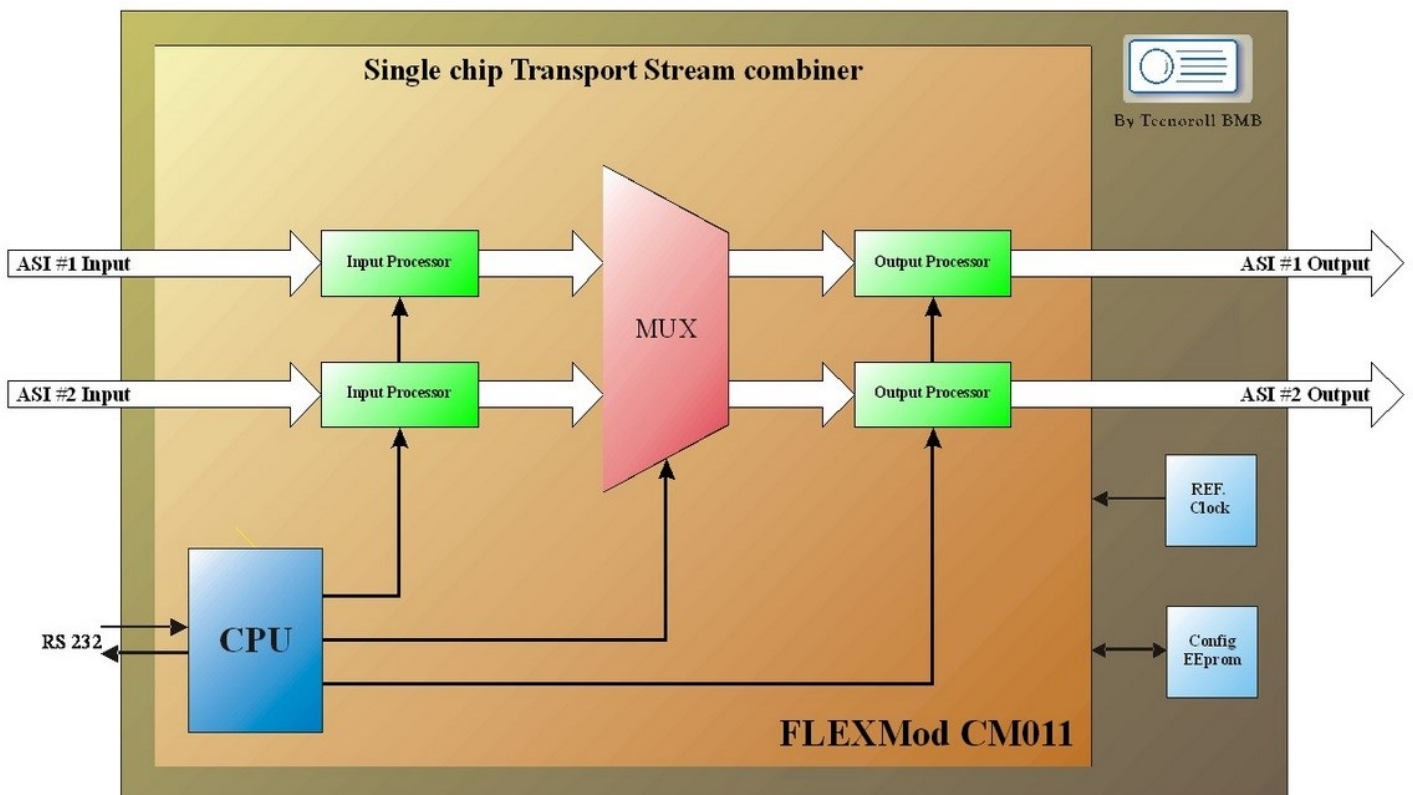 Single chip Transport Stream combiner
By Tecnoroll BMB
ASI #1 Input
Input Processor
MUX
Output Processor
ASI #1 Output
ASI #2 Input
Input Processor
Output Processor
ASI #2 Output
REF.
Clock
RS 232
CPU
Config
EEprom
FLEXMod CM011